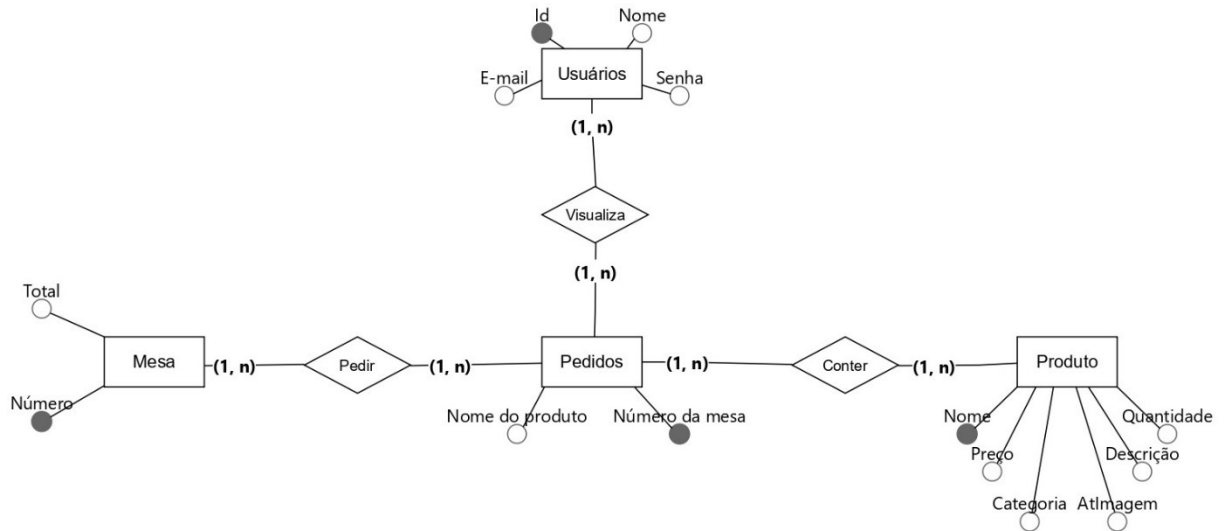 Id
Nome
Usuários
E-mail
Senha
(1, n)
Visualiza
(1, n)
Total
Mesa
(1, n)
Pedir
(1, n)
Pedidos
(1, n)
Conter
(1, n)
Produto
Número
Nome do produto
Número da mesa
Nome
Quantidade
Preço
Descrição
Categoria
AtImagem